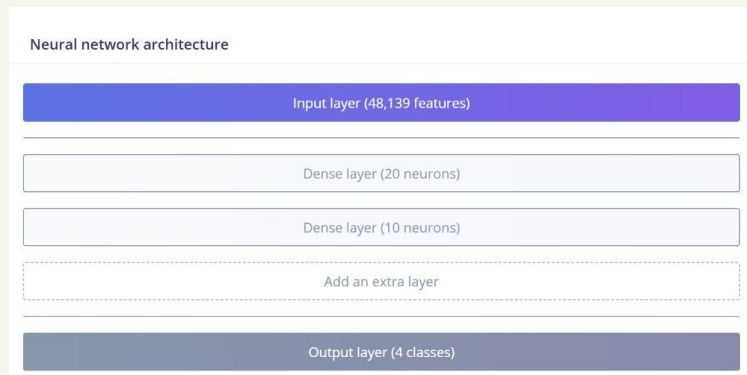 Neural network architecture
Input layer (48,139 features)
Dense layer (20 neurons)
Dense layer (10 neurons)
Add an extra layer
Output layer (4 classes)